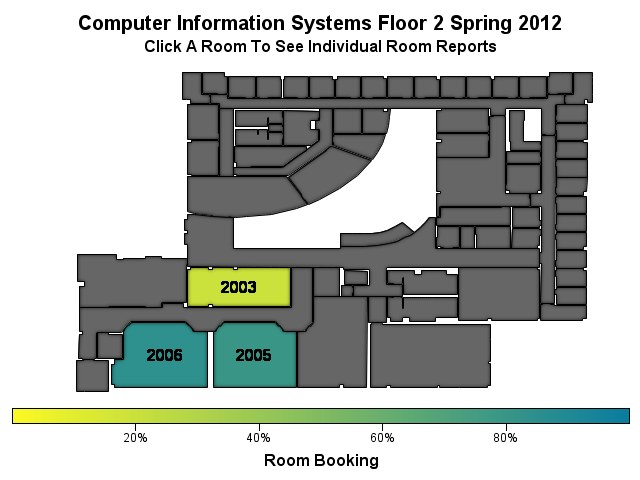 Computer Information Systems Floor 2 Spring 2012
Click A Room To See Individual Room Reports
2003
2006 2005
20% 40% 60% 80%
Room Booking